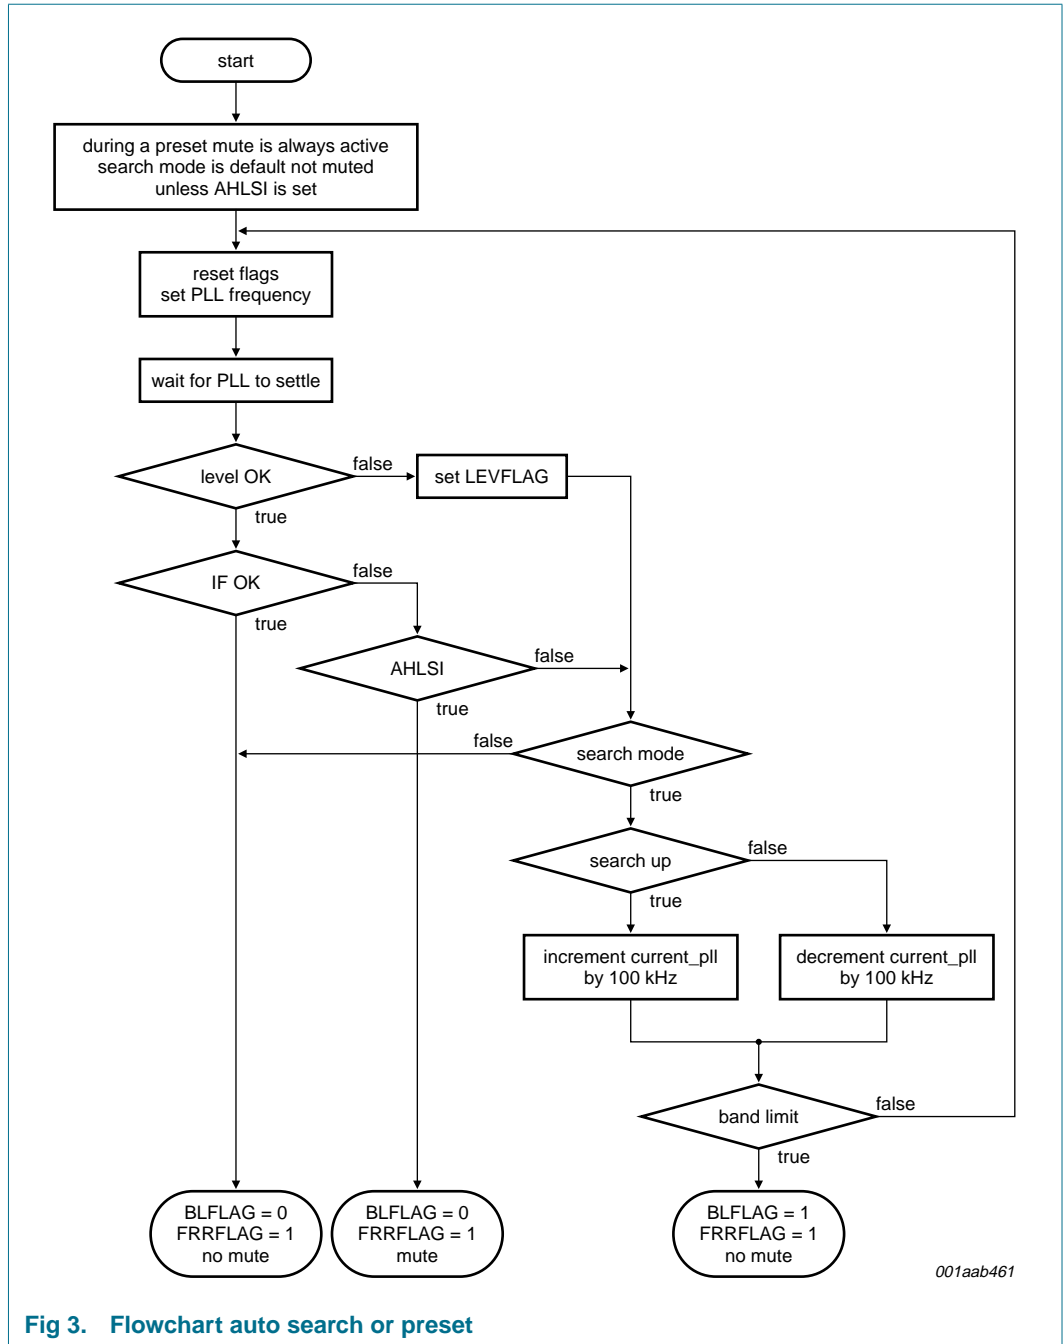 start
during a preset mute is always active
search mode is default not muted
unless AHLSI is set
reset flags
set PLL frequency
wait for PLL to settle
level OK
false
set LEVFLAG
true
IF OK
false
true
AHLSI
false
true
false
search mode
true
search up
false
true
increment current_pll
by 100 kHz
decrement current_pll
by 100 kHz
band limit
false
true
BLFLAG = 0
FRRFLAG = 1
no mute
BLFLAG = 0
FRRFLAG = 1
mute
BLFLAG = 1
FRRFLAG = 1
no mute
001aab461
Fig 3. Flowchart auto search or preset